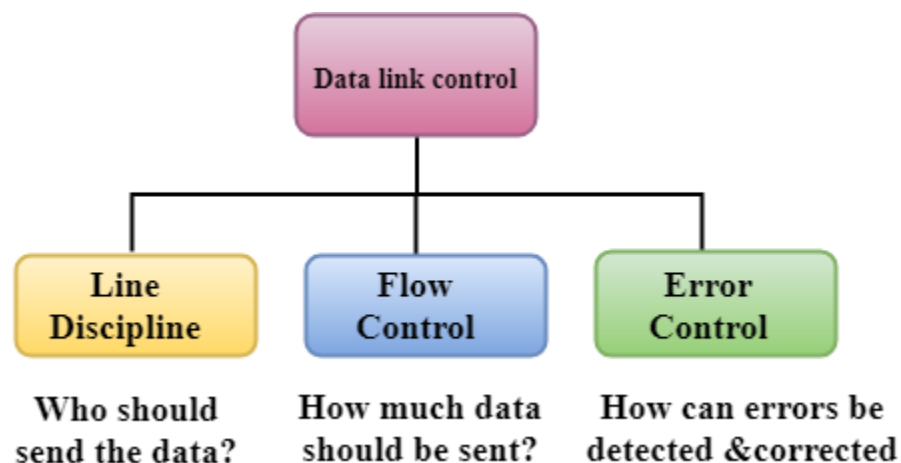 Data link control
Line
Discipline
Flow
Control
Error
Control
Who should
send the data?
How much data
should be sent?
How can errors be
detected &corrected